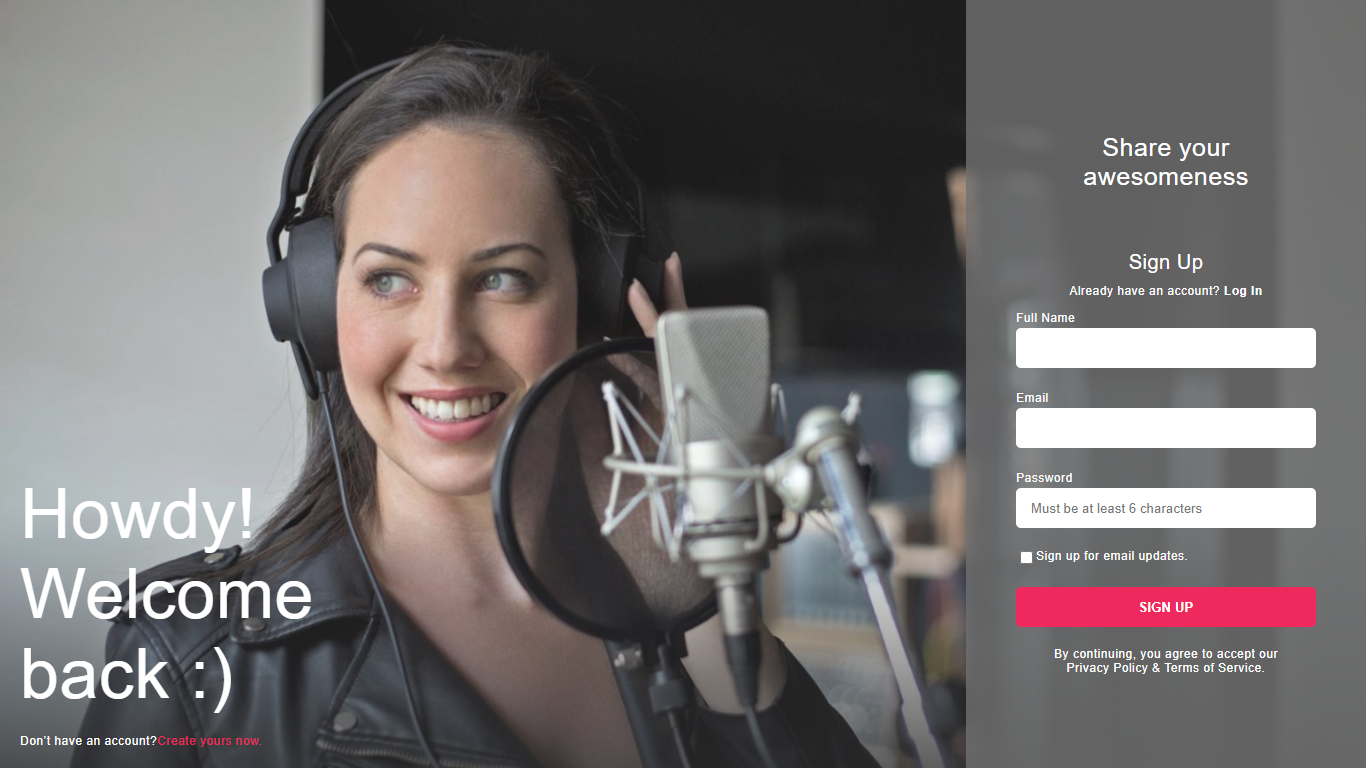 Howdy!
Welcome
back :)
Don't have an account?Create yours now.
Share your
awesomeness
Sign Up
Already have an account? Log In
Full Name
Email
Password
Must be at least 6 characters
Sign up for email updates.
SIGN UP
By continuing, you agree to accept our
Privacy Policy & Terms of Service.